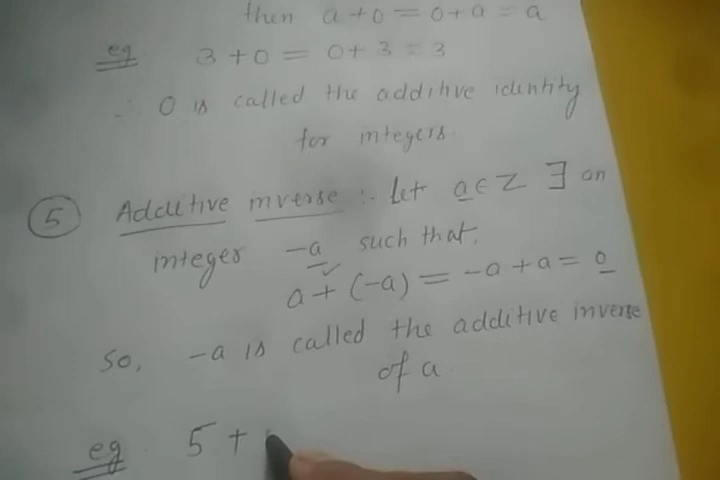 then a + 0 = 0 + a = a
eg 3 + 0 = 0 + 3 = 3
∴ 0 is called the additive identity
for integers.
⑤ Additive inverse :- Let a ∈ Z ∃ an
integer -a such that,
a + (-a) = -a + a = 0
So, -a is called the additive inverse
of a.
eg. 5 +